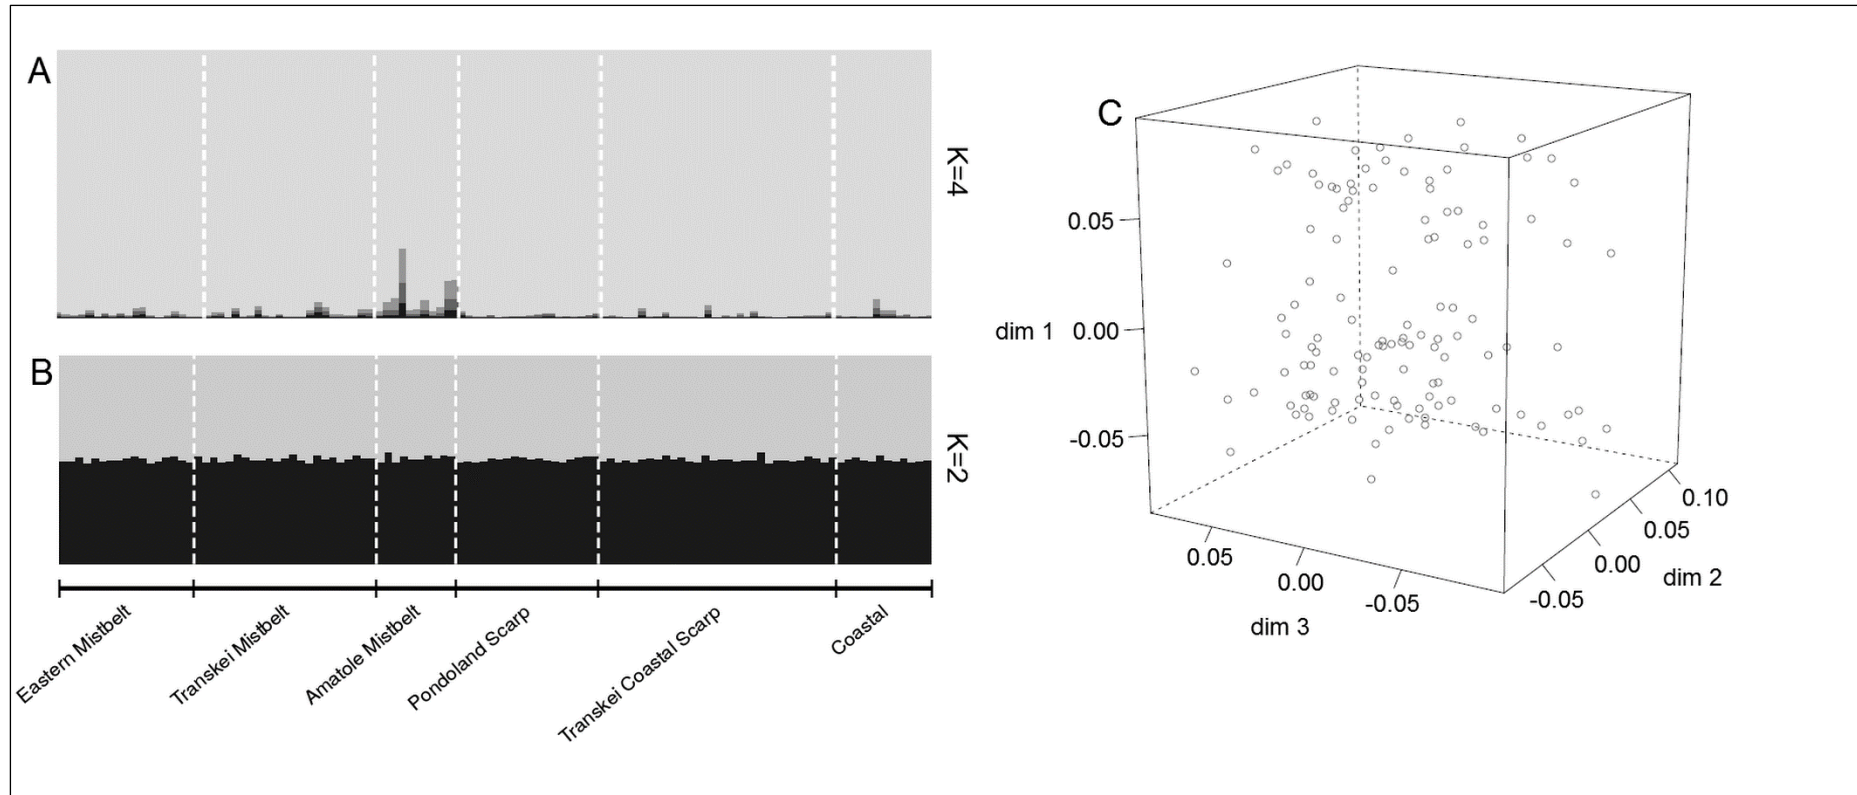 A
K=4
B
K=2
Eastern Mistbelt
Transkei Mistbelt
Amatole Mistbelt
Pondoland Scarp
Transkei Coastal Scarp
Coastal
C
0.05
dim 1 0.00
-0.05
0.05
0.00
-0.05
dim 3
-0.05
0.00
0.05
0.10
dim 2